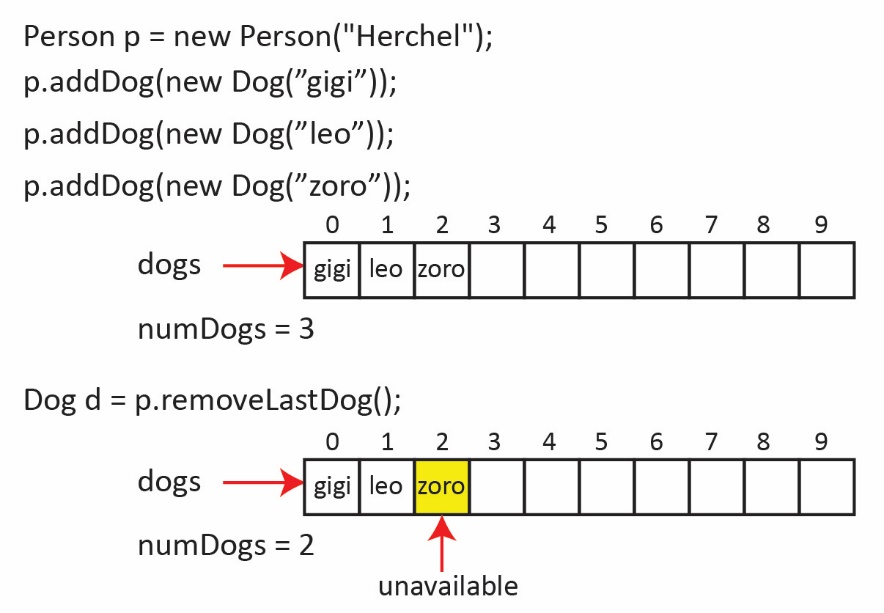 Person p = new Person("Herchel");
p.addDog(new Dog(”gigi”));
p.addDog(new Dog(”leo”));
p.addDog(new Dog(”zoro”));
0 1 2 3 4 5 6 7 8 9
dogs gigi leo zoro
numDogs = 3
Dog d = p.removeLastDog();
0 1 2 3 4 5 6 7 8 9
dogs gigi leo zoro
numDogs = 2
unavailable